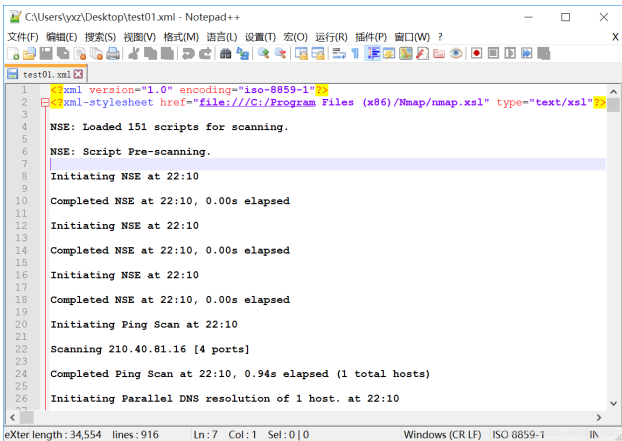 C:\Users\yxz\Desktop\test01.xml - Notepad++
文件(F) 编辑(E) 搜索(S) 视图(V) 格式(M) 语言(L) 设置(T) 宏(O) 运行(R) 插件(P) 窗口(W) ? X
test01.xml
1 <?xml version="1.0" encoding="iso-8859-1"?>
2 <?xml-stylesheet href="file:///C:/Program Files (x86)/Nmap/nmap.xsl" type="text/xsl"?>
3
4 NSE: Loaded 151 scripts for scanning.
5
6 NSE: Script Pre-scanning.
7
8 Initiating NSE at 22:10
9
10 Completed NSE at 22:10, 0.00s elapsed
11
12 Initiating NSE at 22:10
13
14 Completed NSE at 22:10, 0.00s elapsed
15
16 Initiating NSE at 22:10
17
18 Completed NSE at 22:10, 0.00s elapsed
19
20 Initiating Ping Scan at 22:10
21
22 Scanning 210.40.81.16 [4 ports]
23
24 Completed Ping Scan at 22:10, 0.94s elapsed (1 total hosts)
25
26 Initiating Parallel DNS resolution of 1 host. at 22:10
27
eXter length : 34,554 lines : 916 Ln : 7 Col : 1 Sel : 0 | 0 Windows (CR LF) ISO 8859-1 IN